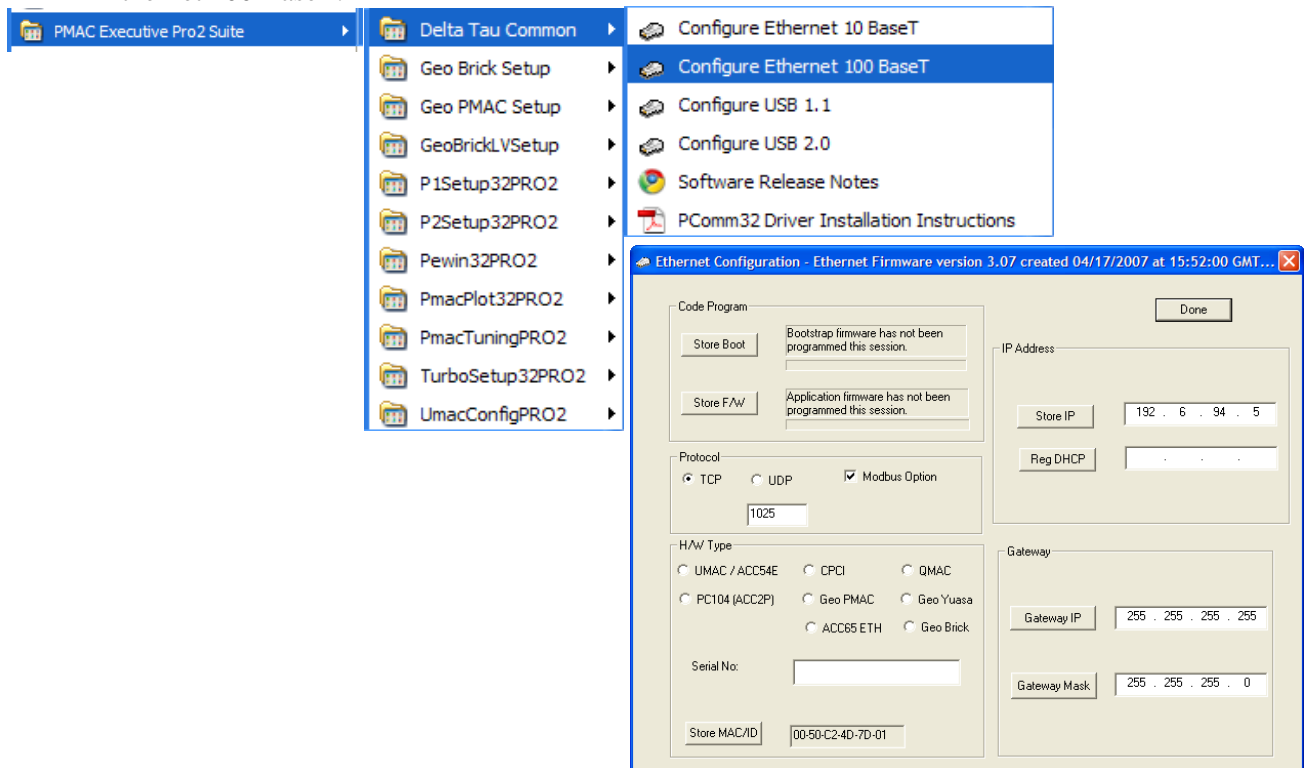 PMAC Executive Pro2 Suite
Delta Tau Common
Geo Brick Setup
Geo PMAC Setup
GeoBrickLVSetup
P1Setup32PRO2
P2Setup32PRO2
Pewin32PRO2
PmacPlot32PRO2
PmacTuningPRO2
TurboSetup32PRO2
UmacConfigPRO2
Configure Ethernet 10 BaseT
Configure Ethernet 100 BaseT
Configure USB 1.1
Configure USB 2.0
Software Release Notes
PComm32 Driver Installation Instructions
Ethernet Configuration - Ethernet Firmware version 3.07 created 04/17/2007 at 15:52:00 GMT...
Code Program
Store Boot
Bootstrap firmware has not been
programmed this session.
Store F/W
Application firmware has not been
programmed this session.
Done
IP Address
Store IP
192 . 6 . 94 . 5
Reg DHCP
. . .
Protocol
TCP UDP Modbus Option
1025
H/W Type
UMAC / ACC54E CPCI QMAC
PC104 (ACC2P) Geo PMAC Geo Yuasa
ACC65 ETH Geo Brick
Serial No:
Store MAC/ID
00-50-C2-4D-7D-01
Gateway
Gateway IP
255 . 255 . 255 . 255
Gateway Mask
255 . 255 . 255 . 0